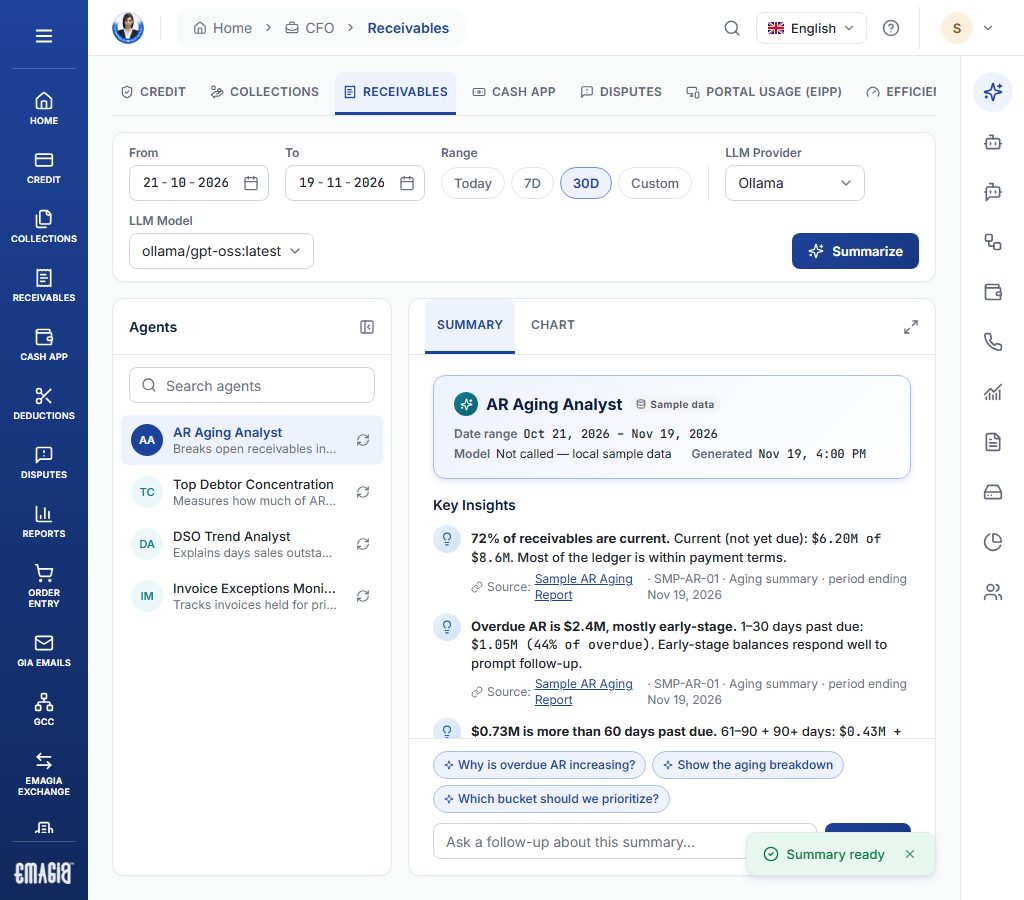 Home
CFO
Receivables
English
S
HOME
CREDIT
COLLECTIONS
RECEIVABLES
CASH APP
DEDUCTIONS
DISPUTES
REPORTS
ORDER
ENTRY
GIA EMAILS
GCC
EMAGIA
EXCHANGE
EMAGIA
CREDIT
COLLECTIONS
RECEIVABLES
CASH APP
DISPUTES
PORTAL USAGE (EIPP)
EFFICIEN
From
To
Range
LLM Provider
21-10-2026
19-11-2026
Today
7D
30D
Custom
Ollama
LLM Model
ollama/gpt-oss:latest
Summarize
Agents
Search agents
AA
AR Aging Analyst
Breaks open receivables in...
TC
Top Debtor Concentration
Measures how much of AR...
DA
DSO Trend Analyst
Explains days sales outsta...
IM
Invoice Exceptions Moni...
Tracks invoices held for pri...
SUMMARY
CHART
AR Aging Analyst
Sample data
Date range Oct 21, 2026 – Nov 19, 2026
Model Not called — local sample data
Generated Nov 19, 4:00 PM
Key Insights
72% of receivables are current. Current (not yet due): $6.20M of
$8.6M. Most of the ledger is within payment terms.
Source: Sample AR Aging Report · SMP-AR-01 · Aging summary · period ending Nov 19, 2026
Overdue AR is $2.4M, mostly early-stage. 1–30 days past due:
$1.05M (44% of overdue). Early-stage balances respond well to
prompt follow-up.
Source: Sample AR Aging Report · SMP-AR-01 · Aging summary · period ending Nov 19, 2026
$0.73M is more than 60 days past due. 61–90 + 90+ days: $0.43M +
Why is overdue AR increasing?
Show the aging breakdown
Which bucket should we prioritize?
Ask a follow-up about this summary...
Summary ready